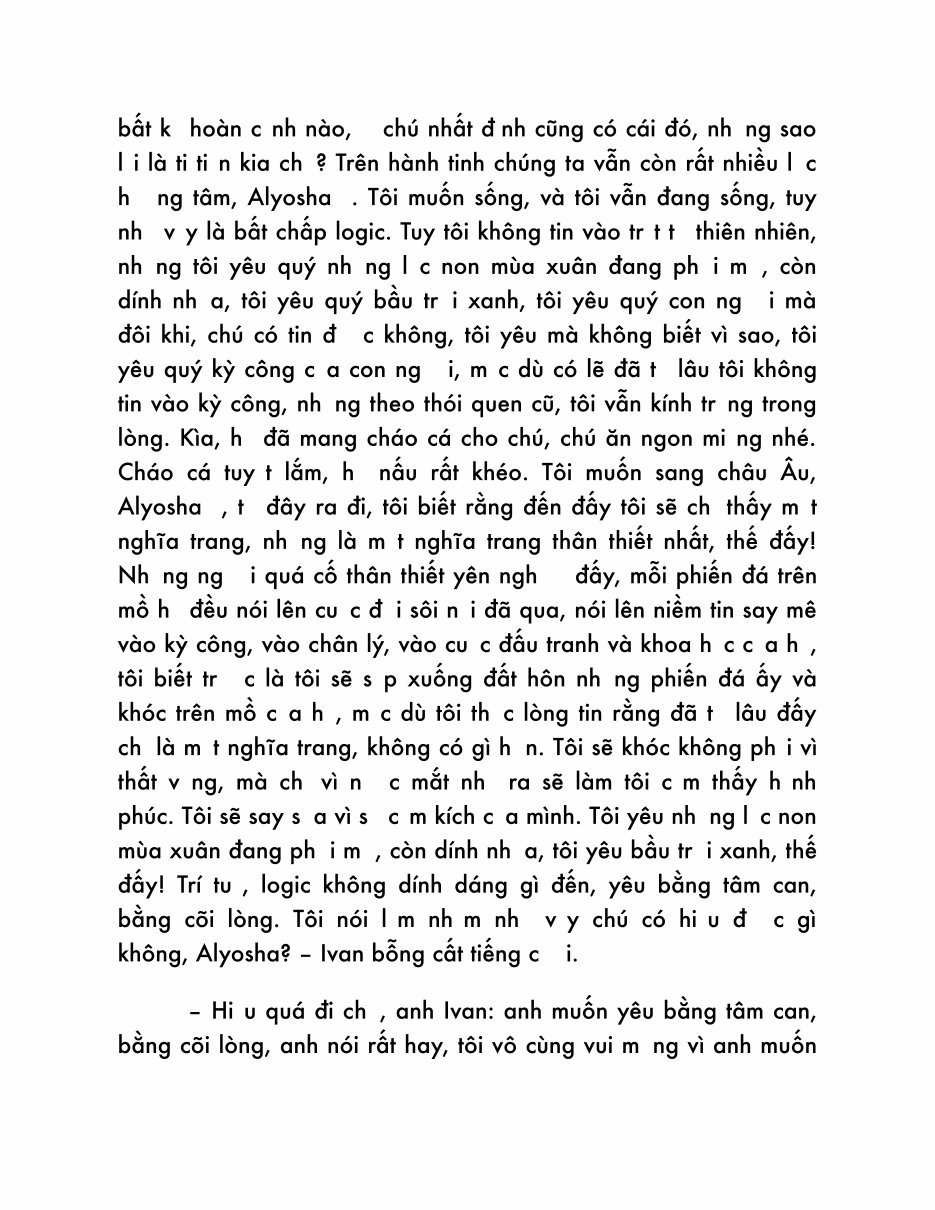 bất k hoàn c nh nào, chú nhất đ nh cũng có cái đó, nh ng sao
l i là ti ti n kia ch ? Trên hành tinh chúng ta vẫn còn rất nhiều l c
h ng tâm, Alyosha . Tôi muốn sống, và tôi vẫn đang sống, tuy
nh v y là bất chấp logic. Tuy tôi không tin vào tr t t thiên nhiên,
nh ng tôi yêu quý nh ng l c non mùa xuân đang ph i m , còn
dính nh a, tôi yêu quý bầu tr i xanh, tôi yêu quý con ng i mà
đôi khi, chú có tin đ c không, tôi yêu mà không biết vì sao, tôi
yêu quý kỳ công c a con ng i, m c dù có lẽ đã t lâu tôi không
tin vào kỳ công, nh ng theo thói quen cũ, tôi vẫn kính tr ng trong
lòng. Kìa, h đã mang cháo cá cho chú, chú ăn ngon mi ng nhé.
Cháo cá tuy t lắm, h nấu rất khéo. Tôi muốn sang châu Âu,
Alyosha , t đây ra đi, tôi biết rằng đến đấy tôi sẽ ch thấy m t
nghĩa trang, nh ng là m t nghĩa trang thân thiết nhất, thế đấy!
Nh ng ng i quá cố thân thiết yên ngh đấy, mỗi phiến đá trên
mồ h đều nói lên cu c đ i sôi n i đã qua, nói lên niềm tin say mê
vào kỳ công, vào chân lý, vào cu c đấu tranh và khoa h c c a h ,
tôi biết tr c là tôi sẽ s p xuống đất hôn nh ng phiến đá ấy và
khóc trên mồ c a h , m c dù tôi th c lòng tin rằng đã t lâu đấy
ch là m t nghĩa trang, không có gì h n. Tôi sẽ khóc không ph i vì
thất v ng, mà ch vì n c mắt nh ra sẽ làm tôi c m thấy h nh
phúc. Tôi sẽ say s a vì s c m kích c a mình. Tôi yêu nh ng l c non
mùa xuân đang ph i m , còn dính nh a, tôi yêu bầu tr i xanh, thế
đấy! Trí tu , logic không dính dáng gì đến, yêu bằng tâm can,
bằng cõi lòng. Tôi nói l m nh m nh v y chú có hi u đ c gì
không, Alyosha? – Ivan bỗng cất tiếng c i.
– Hi u quá đi ch , anh Ivan: anh muốn yêu bằng tâm can,
bằng cõi lòng, anh nói rất hay, tôi vô cùng vui m ng vì anh muốn